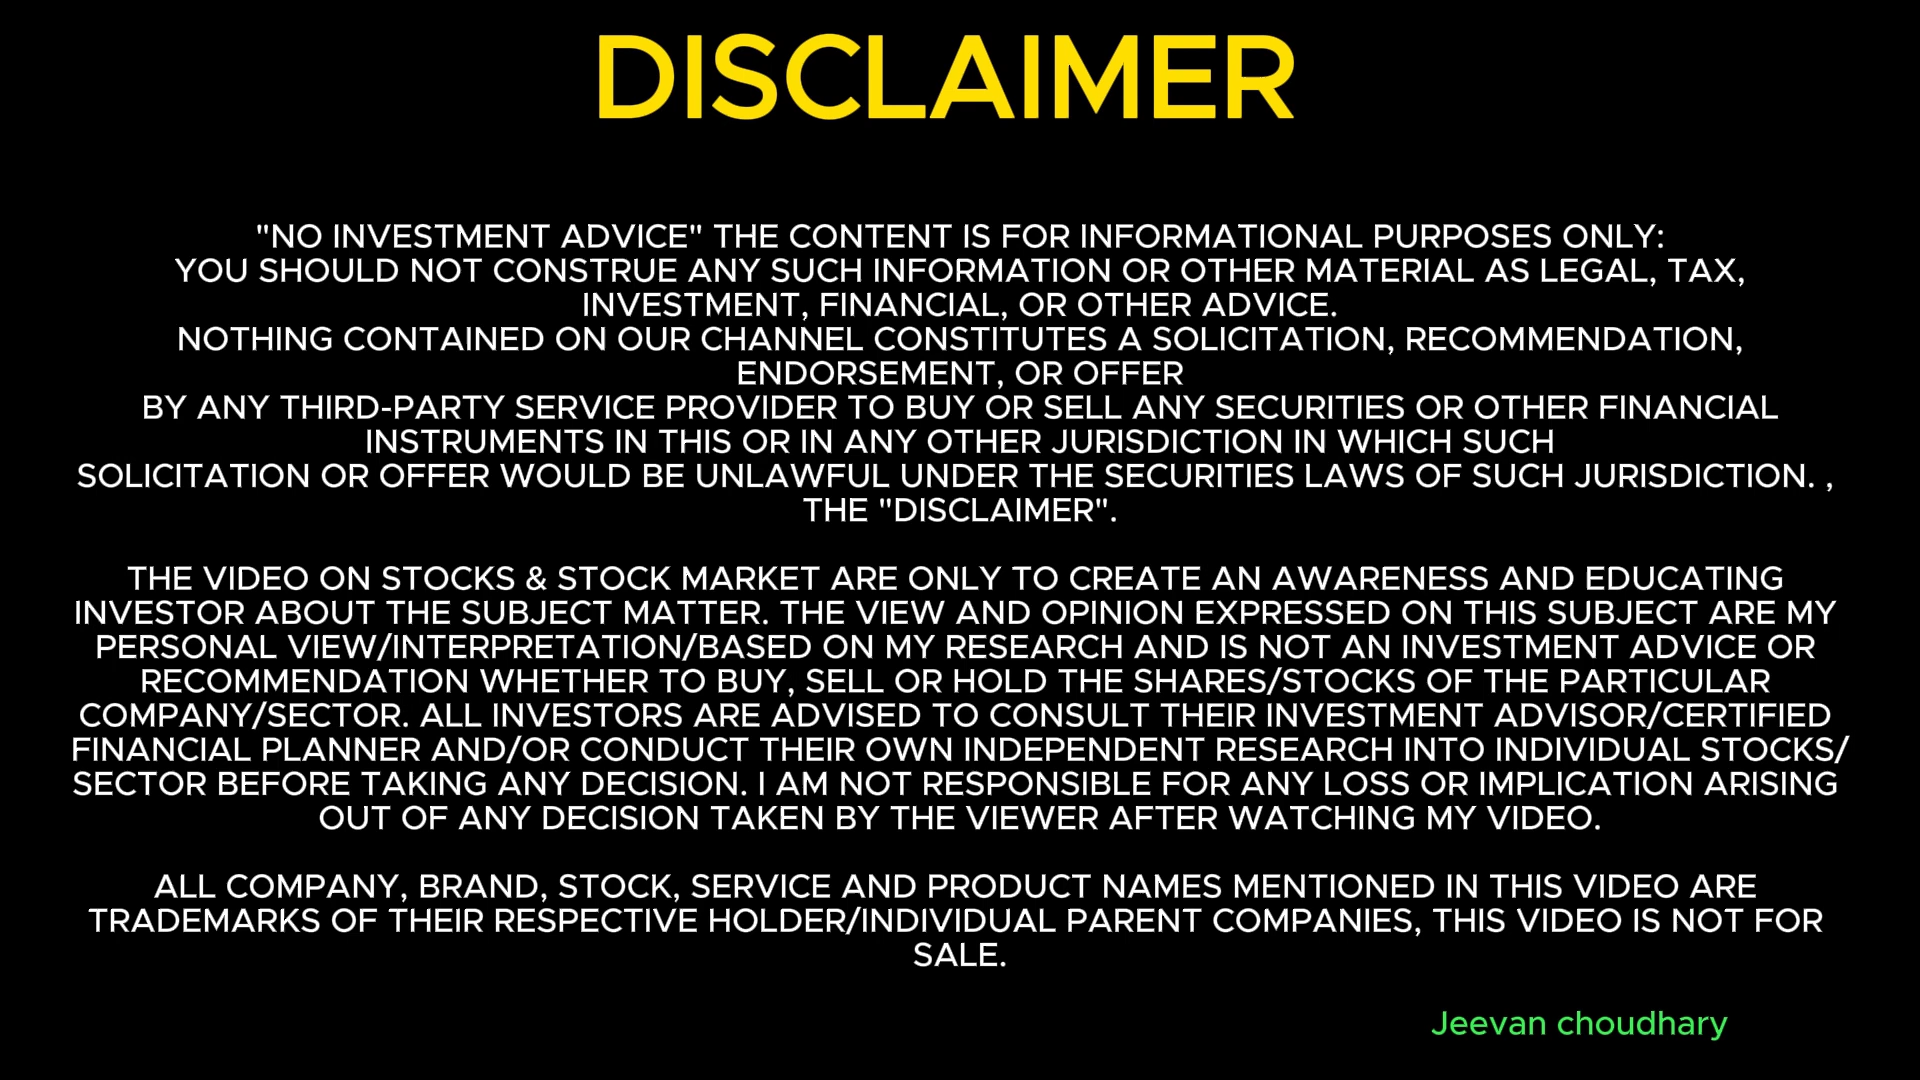 DISCLAIMER
"NO INVESTMENT ADVICE" THE CONTENT IS FOR INFORMATIONAL PURPOSES ONLY:
YOU SHOULD NOT CONSTRUE ANY SUCH INFORMATION OR OTHER MATERIAL AS LEGAL, TAX,
INVESTMENT, FINANCIAL, OR OTHER ADVICE.
NOTHING CONTAINED ON OUR CHANNEL CONSTITUTES A SOLICITATION, RECOMMENDATION,
ENDORSEMENT, OR OFFER
BY ANY THIRD-PARTY SERVICE PROVIDER TO BUY OR SELL ANY SECURITIES OR OTHER FINANCIAL
INSTRUMENTS IN THIS OR IN ANY OTHER JURISDICTION IN WHICH SUCH
SOLICITATION OR OFFER WOULD BE UNLAWFUL UNDER THE SECURITIES LAWS OF SUCH JURISDICTION. ,
THE "DISCLAIMER".
THE VIDEO ON STOCKS & STOCK MARKET ARE ONLY TO CREATE AN AWARENESS AND EDUCATING
INVESTOR ABOUT THE SUBJECT MATTER. THE VIEW AND OPINION EXPRESSED ON THIS SUBJECT ARE MY
PERSONAL VIEW/INTERPRETATION/BASED ON MY RESEARCH AND IS NOT AN INVESTMENT ADVICE OR
RECOMMENDATION WHETHER TO BUY, SELL OR HOLD THE SHARES/STOCKS OF THE PARTICULAR
COMPANY/SECTOR. ALL INVESTORS ARE ADVISED TO CONSULT THEIR INVESTMENT ADVISOR/CERTIFIED
FINANCIAL PLANNER AND/OR CONDUCT THEIR OWN INDEPENDENT RESEARCH INTO INDIVIDUAL STOCKS/
SECTOR BEFORE TAKING ANY DECISION. I AM NOT RESPONSIBLE FOR ANY LOSS OR IMPLICATION ARISING
OUT OF ANY DECISION TAKEN BY THE VIEWER AFTER WATCHING MY VIDEO.
ALL COMPANY, BRAND, STOCK, SERVICE AND PRODUCT NAMES MENTIONED IN THIS VIDEO ARE
TRADEMARKS OF THEIR RESPECTIVE HOLDER/INDIVIDUAL PARENT COMPANIES, THIS VIDEO IS NOT FOR
SALE.
Jeevan choudhary